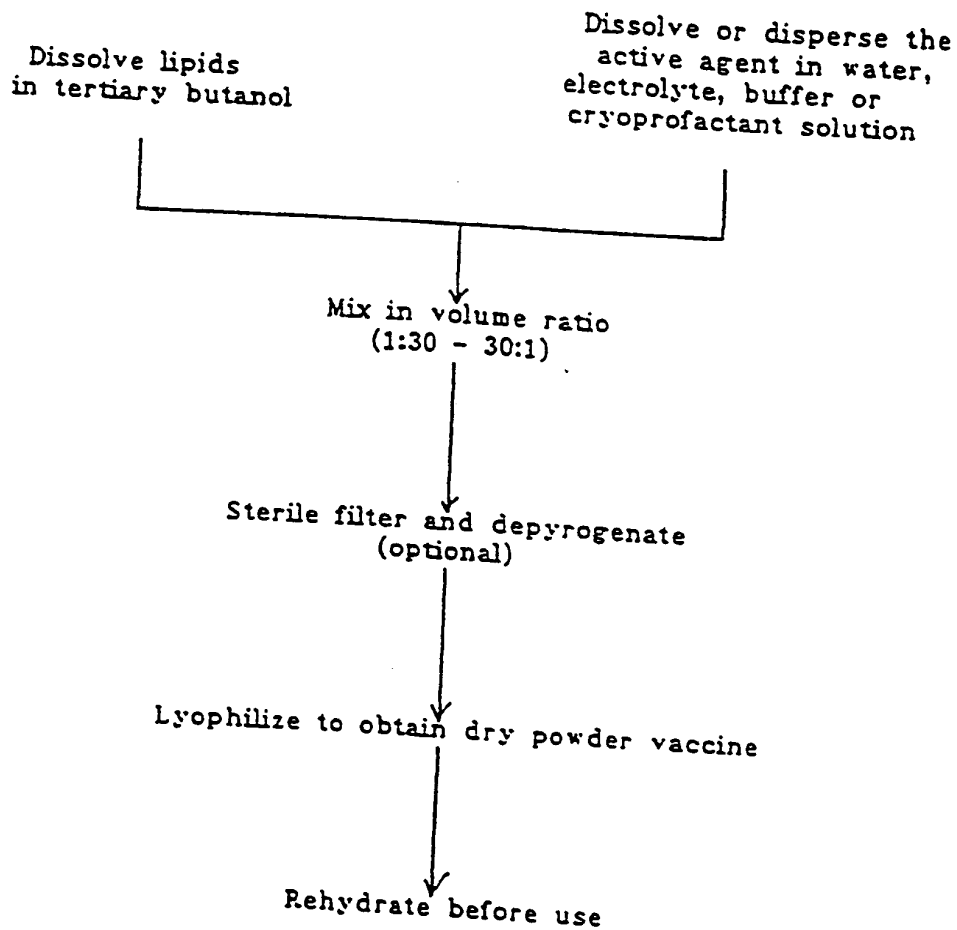 Dissolve lipids
in tertiary butanol
Dissolve or disperse the
active agent in water,
electrolyte, buffer or
cryoprofactant solution
Mix in volume ratio
(1:30 - 30:1)
Sterile filter and depyrogenate
(optional)
Lyophilize to obtain dry powder vaccine
Rehydrate before use